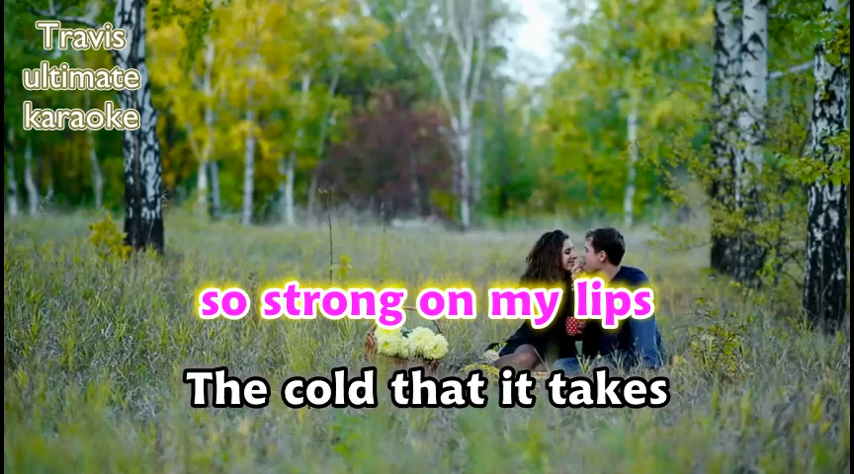 Travis
ultimate
karaoke
so strong on my lips
The cold that it takes